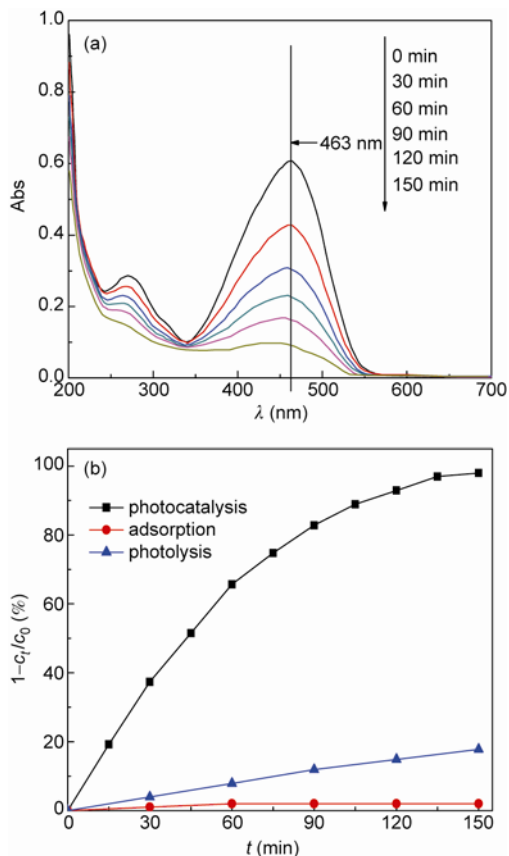 (a)
1.0
0.8
0.6
0.4
0.2
0.0
Abs
463 nm
0 min
30 min
60 min
90 min
120 min
150 min
200 300 400 500 600 700
λ (nm)
(b)
100
80
60
40
20
0
1−cₜ/c₀ (%)
photocatalysis
adsorption
photolysis
0 30 60 90 120 150
t (min)